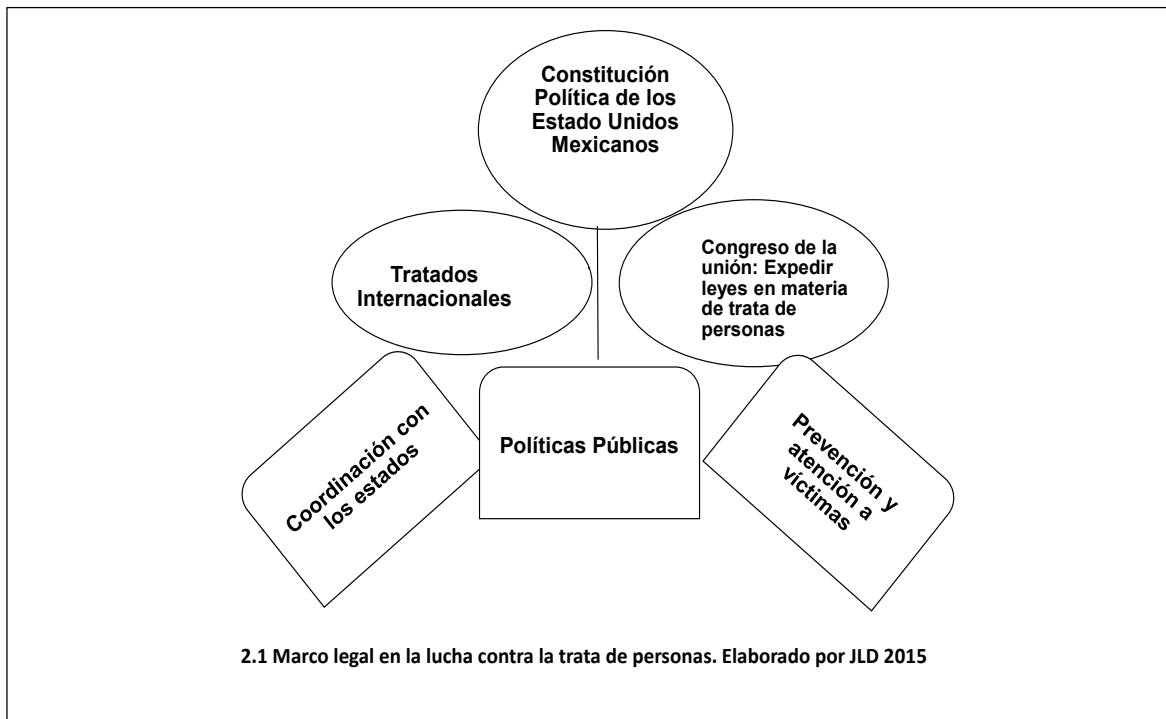 Constitución
Política de los
Estado Unidos
Mexicanos
Tratados
Internacionales
Congreso de la
unión: Expedir
leyes en materia
de trata de
personas
Coordinación con
los estados
Políticas Públicas
Prevención y
atención a
víctimas
2.1 Marco legal en la lucha contra la trata de personas. Elaborado por JLD 2015